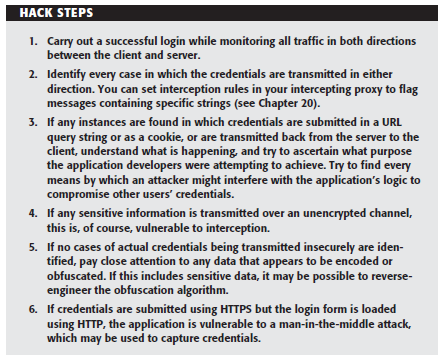 HACK STEPS
1. Carry out a successful login while monitoring all traffic in both directions
between the client and server.
2. Identify every case in which the credentials are transmitted in either
direction. You can set interception rules in your intercepting proxy to flag
messages containing specific strings (see Chapter 20).
3. If any instances are found in which credentials are submitted in a URL
query string or as a cookie, or are transmitted back from the server to the
client, understand what is happening, and try to ascertain what purpose
the application developers were attempting to achieve. Try to find every
means by which an attacker might interfere with the application's logic to
compromise other users' credentials.
4. If any sensitive information is transmitted over an unencrypted channel,
this is, of course, vulnerable to interception.
5. If no cases of actual credentials being transmitted insecurely are iden-
tified, pay close attention to any data that appears to be encoded or
obfuscated. If this includes sensitive data, it may be possible to reverse-
engineer the obfuscation algorithm.
6. If credentials are submitted using HTTPS but the login form is loaded
using HTTP, the application is vulnerable to a man-in-the-middle attack,
which may be used to capture credentials.